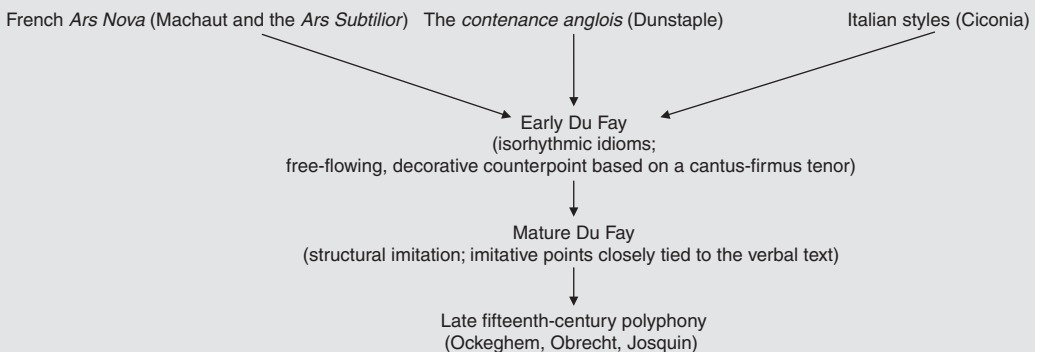 French Ars Nova (Machaut and the Ars Subtilior) The contenance anglois (Dunstaple) Italian styles (Ciconia)
Early Du Fay
(isorhythmic idioms;
free-flowing, decorative counterpoint based on a cantus-firmus tenor)
Mature Du Fay
(structural imitation; imitative points closely tied to the verbal text)
Late fifteenth-century polyphony
(Ockeghem, Obrecht, Josquin)